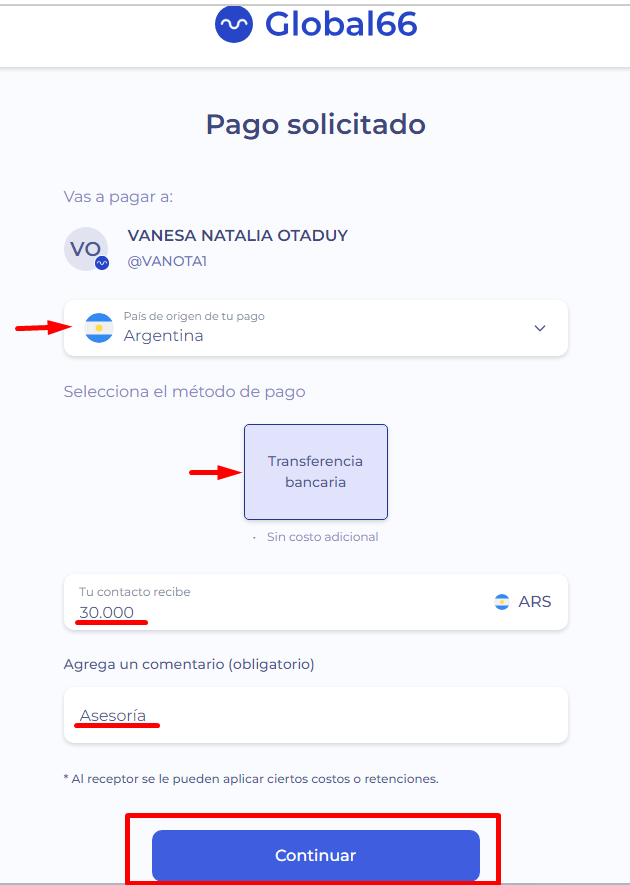 Global66
Pago solicitado
Vas a pagar a:
VO
VANESA NATALIA OTADUY
@VANOTA1
País de origen de tu pago
Argentina
Selecciona el método de pago
Transferencia
bancaria
· Sin costo adicional
Tu contacto recibe
30.000
ARS
Agrega un comentario (obligatorio)
Asesoría
* Al receptor se le pueden aplicar ciertos costos o retenciones.
Continuar